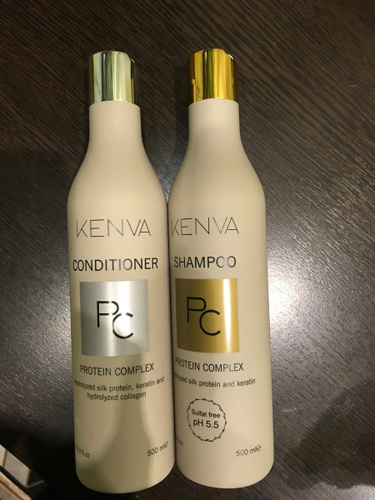 KENVA
CONDITIONER
PC
PROTEIN COMPLEX
Hydrolyzed silk protein, keratin and
hydrolyzed collagen
500 ml℮
KENVA
SHAMPOO
PC
PROTEIN COMPLEX
silk protein and keratin
Sulfat free
pH 5.5
500 ml℮